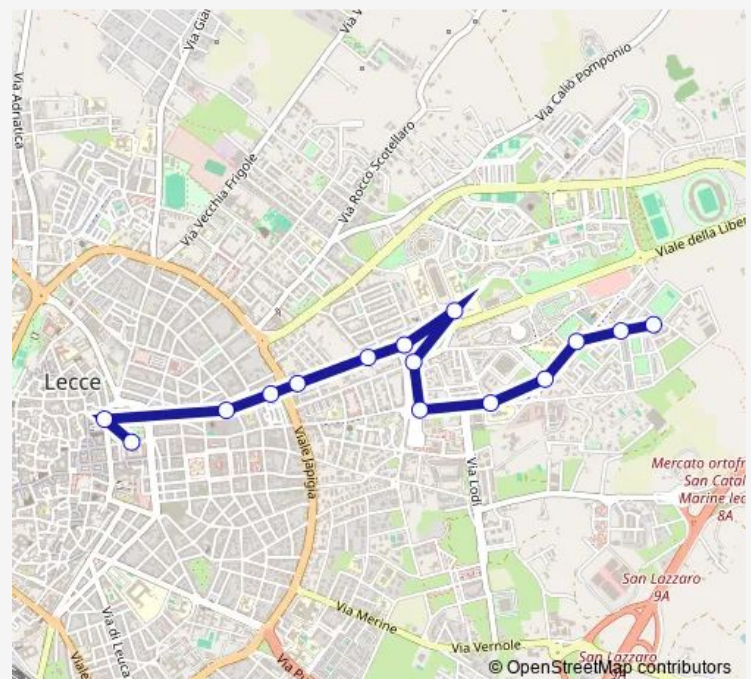 Via Adriatica
Via Vecchia Frigole
Via Rocco Scotellaro
Via Calio Pomponio
Viale della Liber
Lecce
Viale Japigia
Via Lodi
Mercato ortofr
San Catal
Marine lec
8A
San Lazzaro
9A
Via di Leuca
Viale
Via Merine
Via Vernole
San Lazzaro
© OpenStreetMap contributors